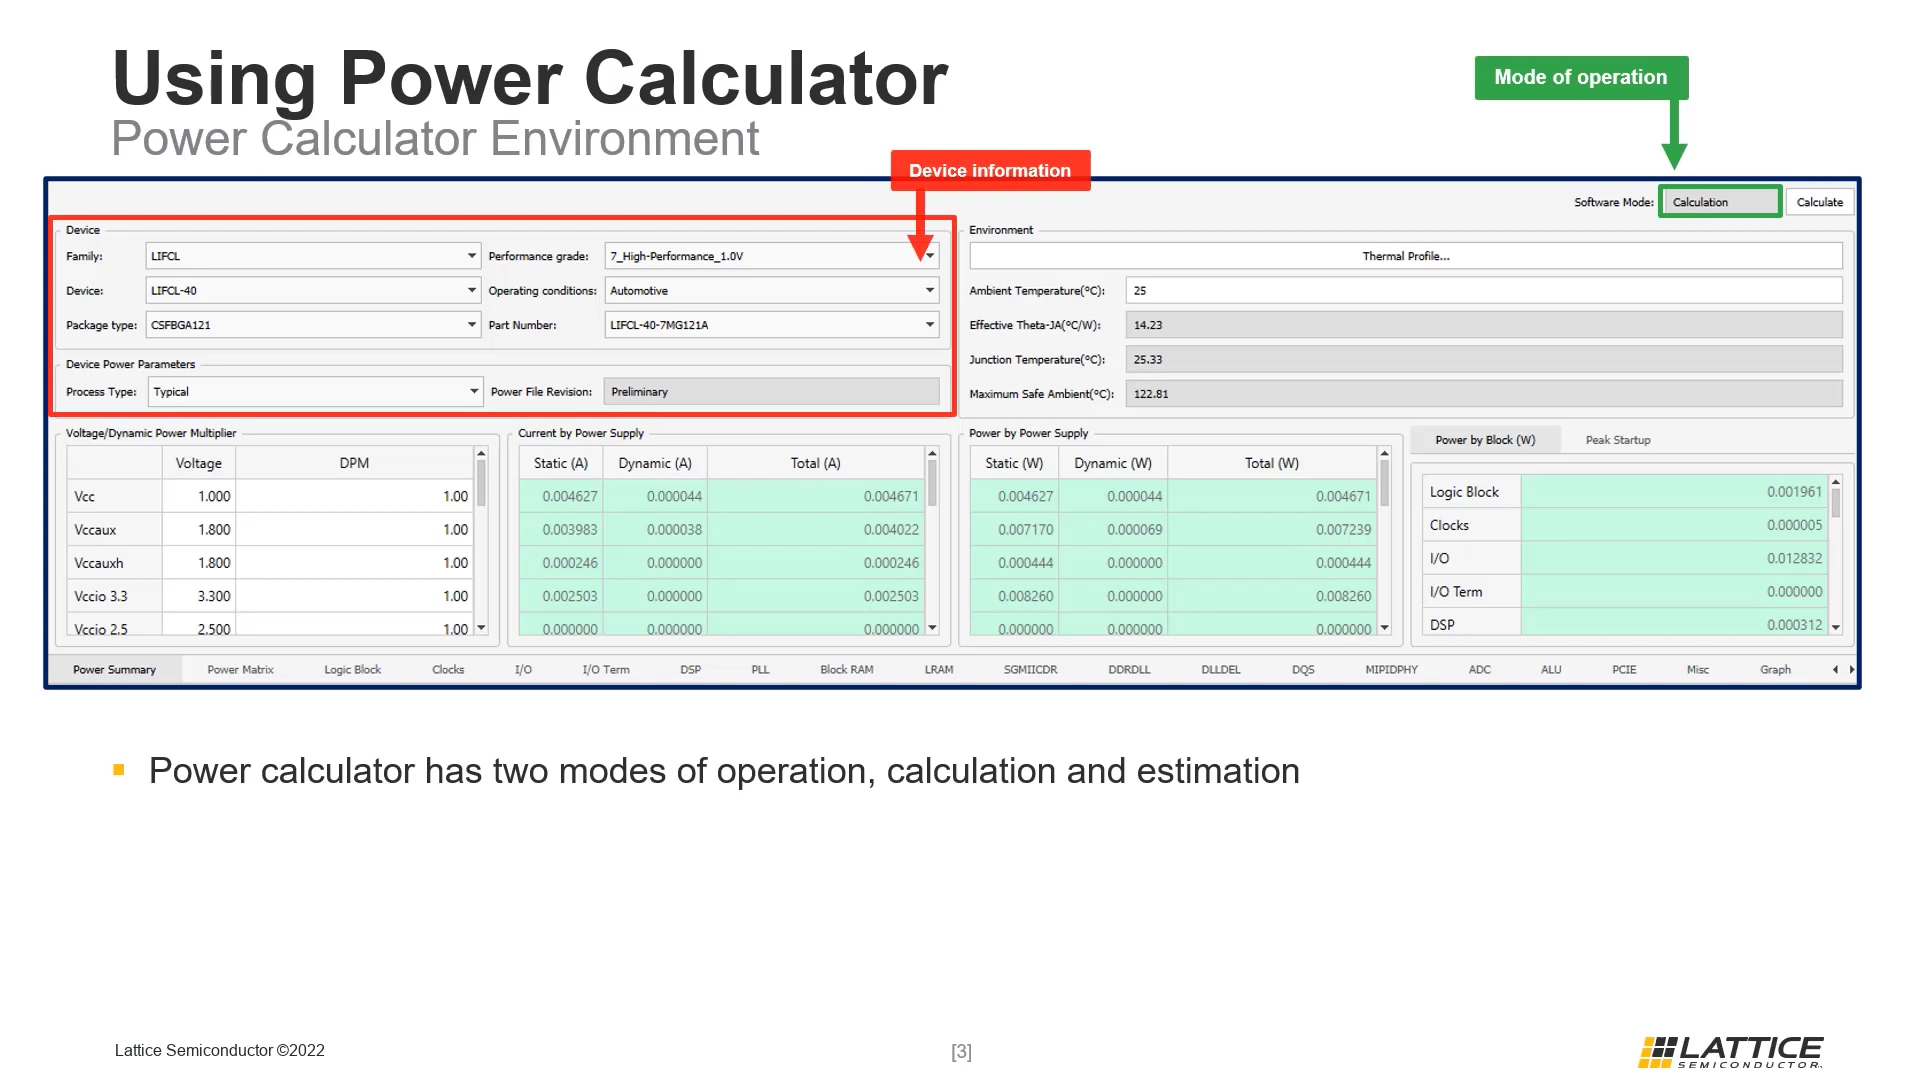 Using Power Calculator
Power Calculator Environment
Mode of operation
Device information
Software Mode: Calculation Calculate
Device
Family: LIFCL Performance grade: 7_High-Performance_1.0V
Device: LIFCL-40 Operating conditions: Automotive
Package type: CSFBGA121 Part Number: LIFCL-40-7MG121A
Device Power Parameters
Process Type: Typical Power File Revision: Preliminary
Environment
Thermal Profile...
Ambient Temperature(°C): 25
Effective Theta-JA(°C/W): 14.23
Junction Temperature(°C): 25.33
Maximum Safe Ambient(°C): 122.81
Voltage/Dynamic Power Multiplier
Voltage DPM
Vcc 1.000 1.00
Vccaux 1.800 1.00
Vccauxh 1.800 1.00
Vccio 3.3 3.300 1.00
Vccio 2.5 2.500 1.00
Current by Power Supply
Static (A) Dynamic (A) Total (A)
0.004627 0.000044 0.004671
0.003983 0.000038 0.004022
0.000246 0.000000 0.000246
0.002503 0.000000 0.002503
0.000000 0.000000 0.000000
Power by Power Supply
Static (W) Dynamic (W) Total (W)
0.004627 0.000044 0.004671
0.007170 0.000069 0.007239
0.000444 0.000000 0.000444
0.008260 0.000000 0.008260
0.000000 0.000000 0.000000
Power by Block (W) Peak Startup
Logic Block 0.001961
Clocks 0.000005
I/O 0.012832
I/O Term 0.000000
DSP 0.000312
Power Summary Power Matrix Logic Block Clocks I/O I/O Term DSP PLL Block RAM LRAM SGMIICDR DDRDLL DLLDEL DQS MIPIDPHY ADC ALU PCIE Misc Graph
Power calculator has two modes of operation, calculation and estimation
Lattice Semiconductor ©2022
[3]
LATTICE
SEMICONDUCTOR